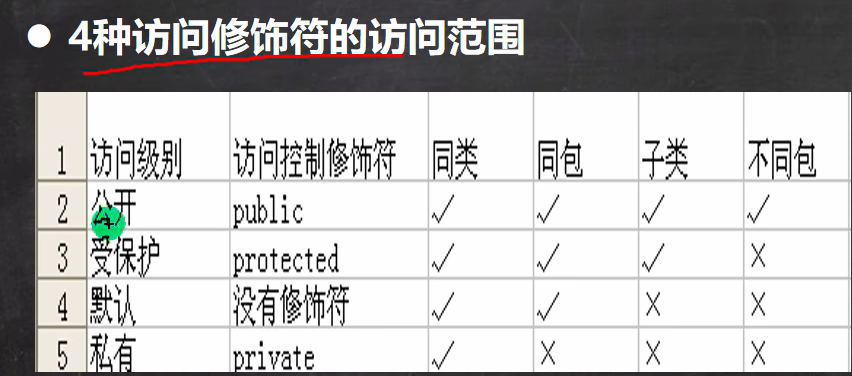 ● 4种访问修饰符的访问范围
1 访问级别 访问控制修饰符 同类 同包 子类 不同包
2 公开 public ✓ ✓ ✓ ✓
3 受保护 protected ✓ ✓ ✓ ×
4 默认 没有修饰符 ✓ ✓ × ×
5 私有 private ✓ × × ×